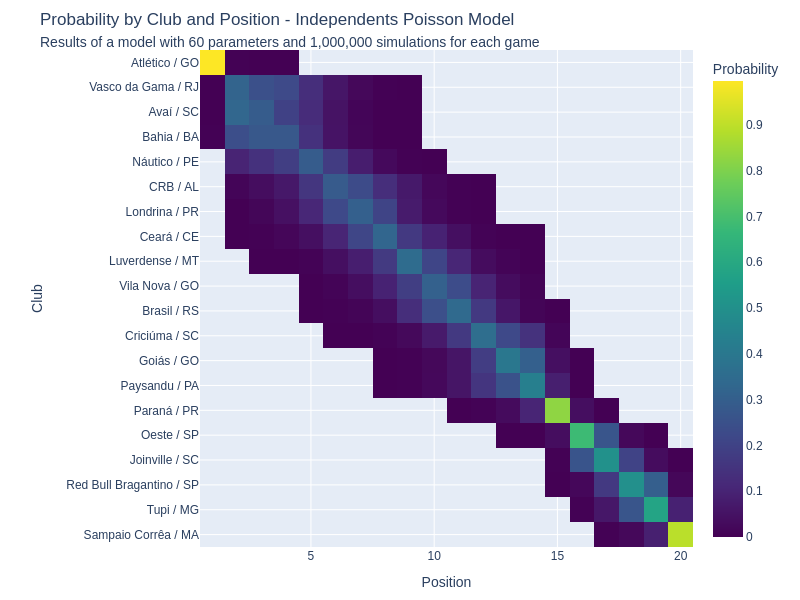 Probability by Club and Position - Independents Poisson Model
Results of a model with 60 parameters and 1,000,000 simulations for each game
Probability
Atlético / GO
Vasco da Gama / RJ
Avaí / SC
Bahia / BA
Náutico / PE
CRB / AL
Londrina / PR
Ceará / CE
Luverdense / MT
Vila Nova / GO
Brasil / RS
Criciúma / SC
Goiás / GO
Paysandu / PA
Paraná / PR
Oeste / SP
Joinville / SC
Red Bull Bragantino / SP
Tupi / MG
Sampaio Corrêa / MA
Club
5
10
15
20
Position
0.9
0.8
0.7
0.6
0.5
0.4
0.3
0.2
0.1
0